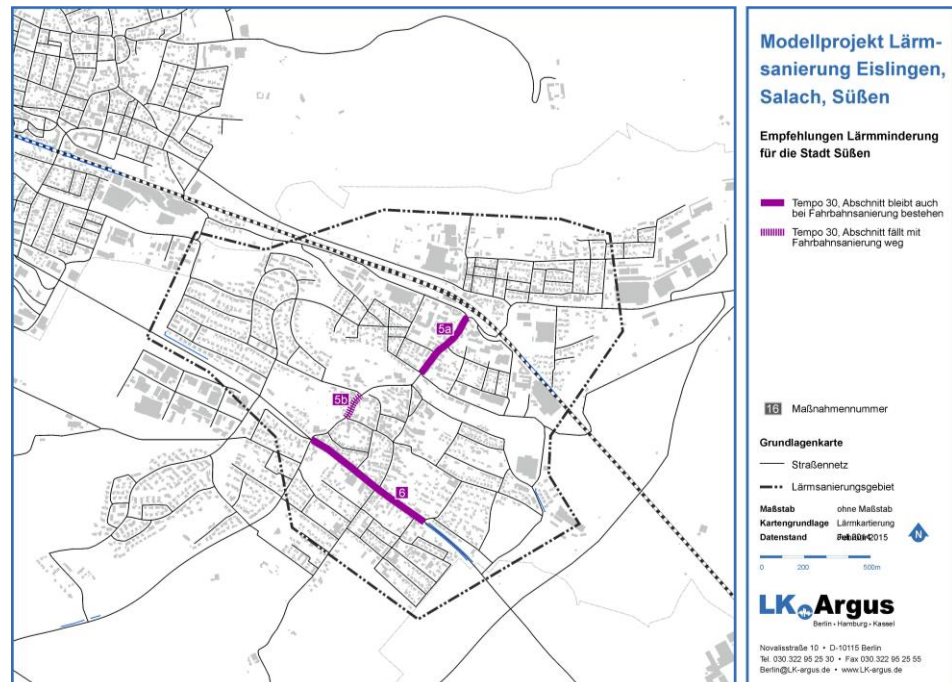 5a
5b
6
Modellprojekt Lärm-
sanierung Eislingen,
Salach, Süßen
Empfehlungen Lärmminderung
für die Stadt Süßen
Tempo 30, Abschnitt bleibt auch
bei Fahrbahnsanierung bestehen
Tempo 30, Abschnitt fällt mit
Fahrbahnsanierung weg
16 Maßnahmennummer
Grundlagenkarte
Straßennetz
Lärmsanierungsgebiet
Maßstab ohne Maßstab
Kartengrundlage Lärmkartierung
Datenstand 2015
N
0 200 500m
LK Argus
Berlin • Hamburg • Kassel
Novalisstraße 10 • D-10115 Berlin
Tel. 030.322 95 25 30 • Fax 030.322 95 25 55
Berlin@LK-argus.de • www.LK-argus.de